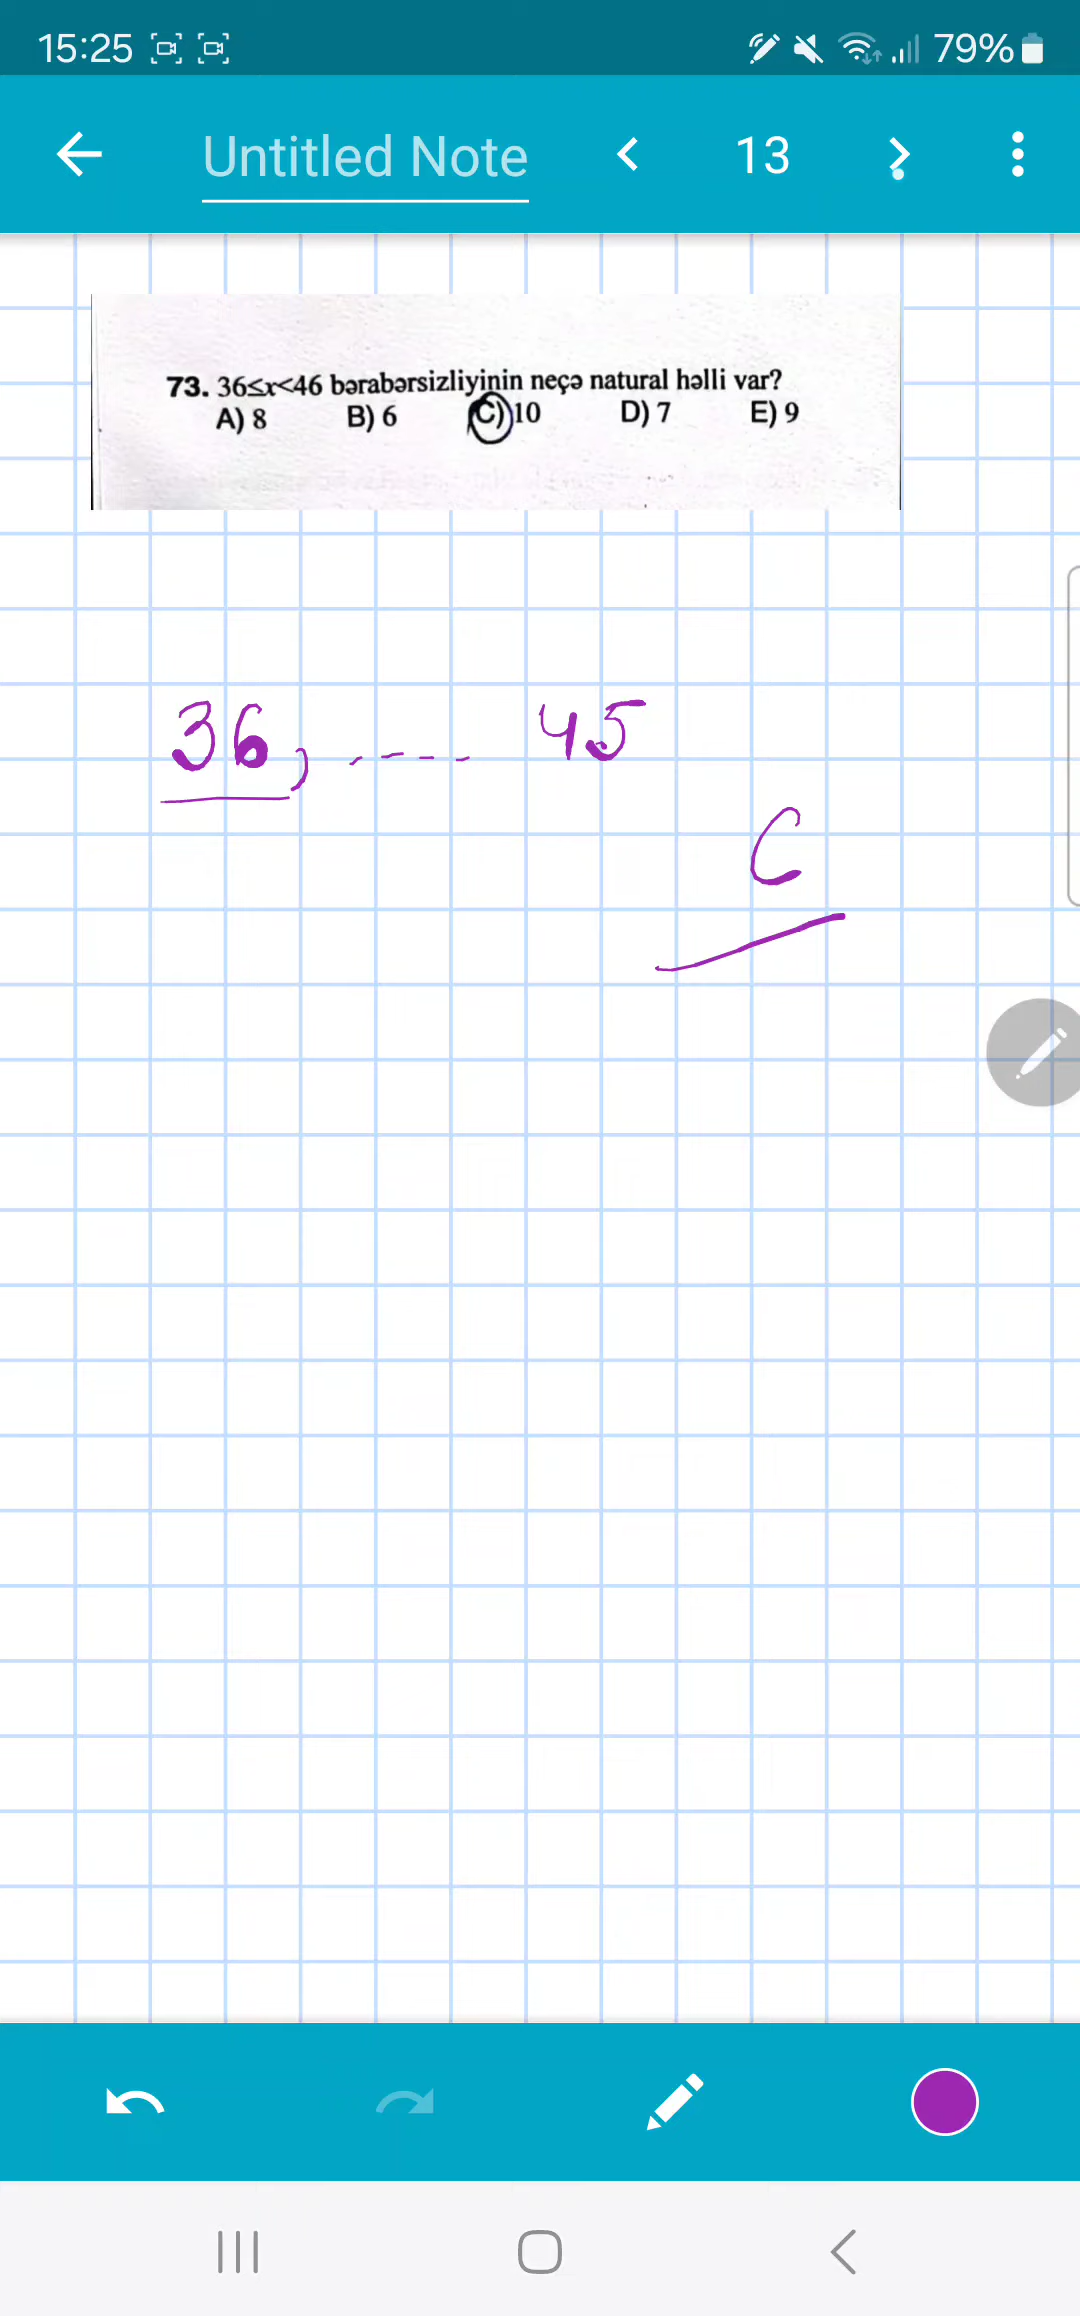 15:25 79%
Untitled Note 13
73. 36≤x<46 bərabərsizliyinin neçə natural həlli var?
A) 8 B) 6 C) 10 D) 7 E) 9
36, ---- 45
C